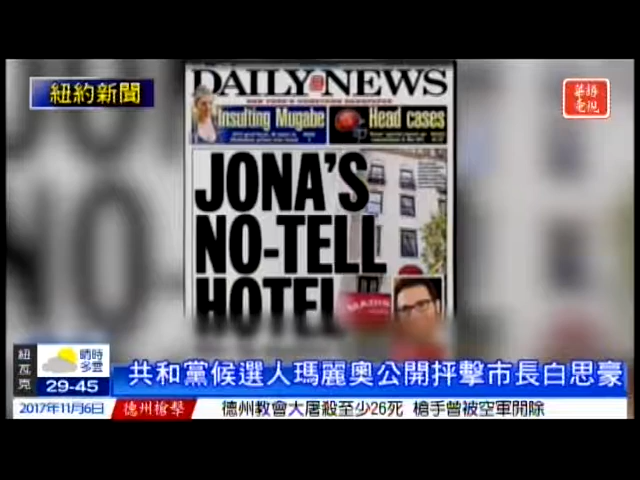 紐約新聞
華語
電視
DAILY NEWS
NEW YORK'S HOMETOWN NEWSPAPER
Insulting Mugabe
Head cases
JONA'S
NO-TELL
HOTEL
紐瓦克
晴時多雲
29-45
共和黨候選人瑪麗奧公開抨擊市長白思豪
2017年11月6日
德州槍擊
德州教會大屠殺至少26死 槍手曾被空軍開除